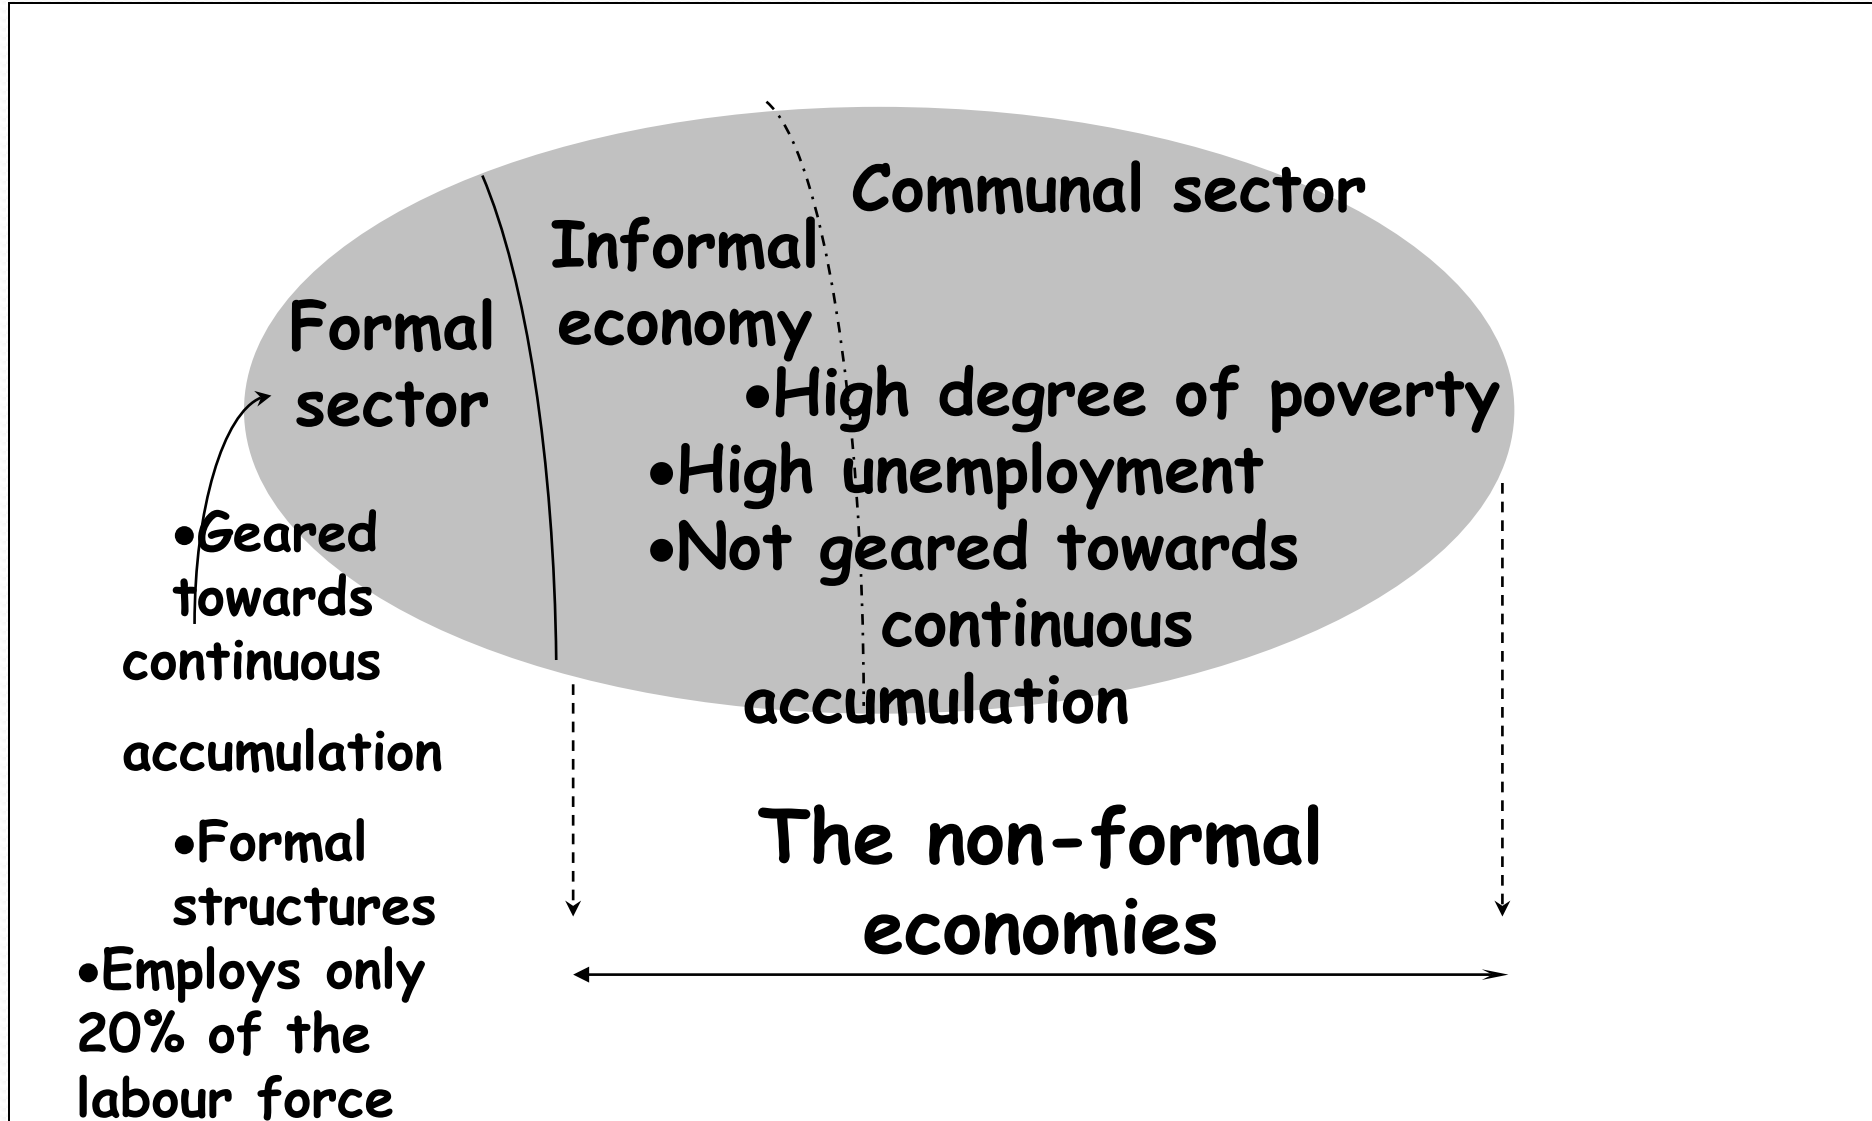 Communal sector
Informal
economy
Formal
sector
•High degree of poverty
•High unemployment
•Not geared towards
continuous
accumulation
•Geared
towards
continuous
accumulation
•Formal
structures
•Employs only
20% of the
labour force
The non-formal
economies